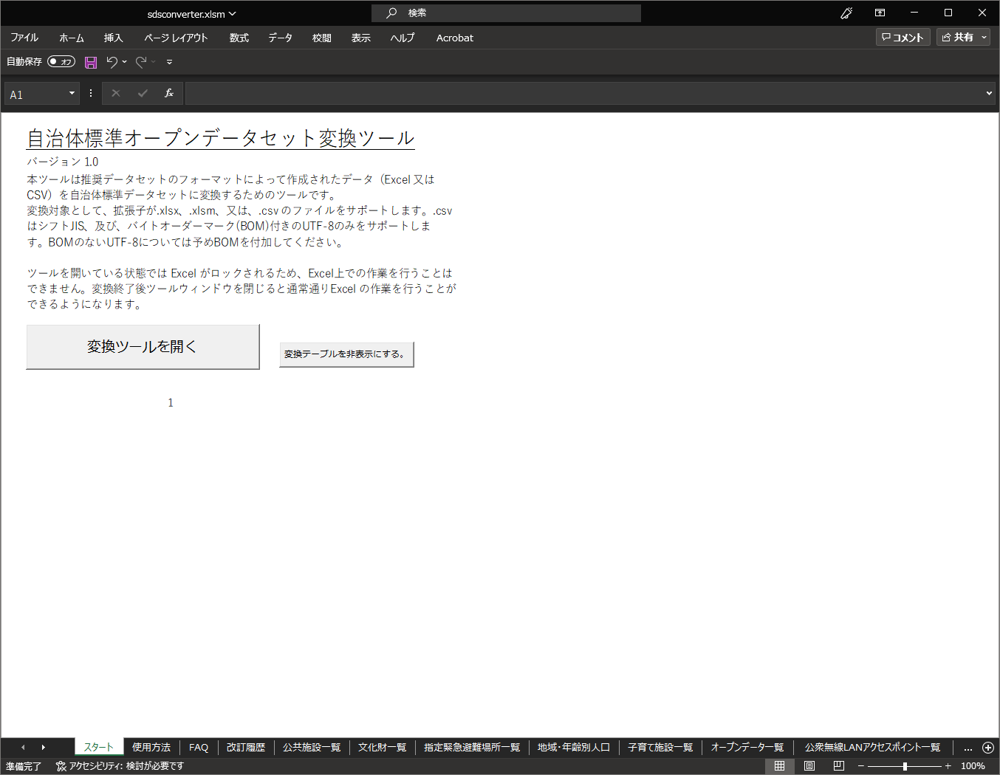 sdsconverter.xlsm
検索
ファイル ホーム 挿入 ページ レイアウト 数式 データ 校閲 表示 ヘルプ Acrobat コメント 共有
自動保存 オフ
A1 fx
自治体標準オープンデータセット変換ツール
バージョン 1.0
本ツールは推奨データセットのフォーマットによって作成されたデータ（Excel 又は
CSV）を自治体標準データセットに変換するためのツールです。
変換対象として、拡張子が.xlsx、.xlsm、又は、.csv のファイルをサポートします。.csv
はシフトJIS、及び、バイトオーダーマーク(BOM)付きのUTF-8のみをサポートしま
す。BOMのないUTF-8については予めBOMを付加してください。
ツールを開いている状態では Excel がロックされるため、Excel上での作業を行うことは
できません。変換終了後ツールウィンドウを閉じると通常通りExcel の作業を行うことが
できるようになります。
変換ツールを開く
変換テーブルを非表示にする。
1
スタート 使用方法 FAQ 改訂履歴 公共施設一覧 文化財一覧 指定緊急避難場所一覧 地域・年齢別人口 子育て施設一覧 オープンデータ一覧 公衆無線LANアクセスポイント一覧 ...
準備完了 アクセシビリティ: 検討が必要です 100%